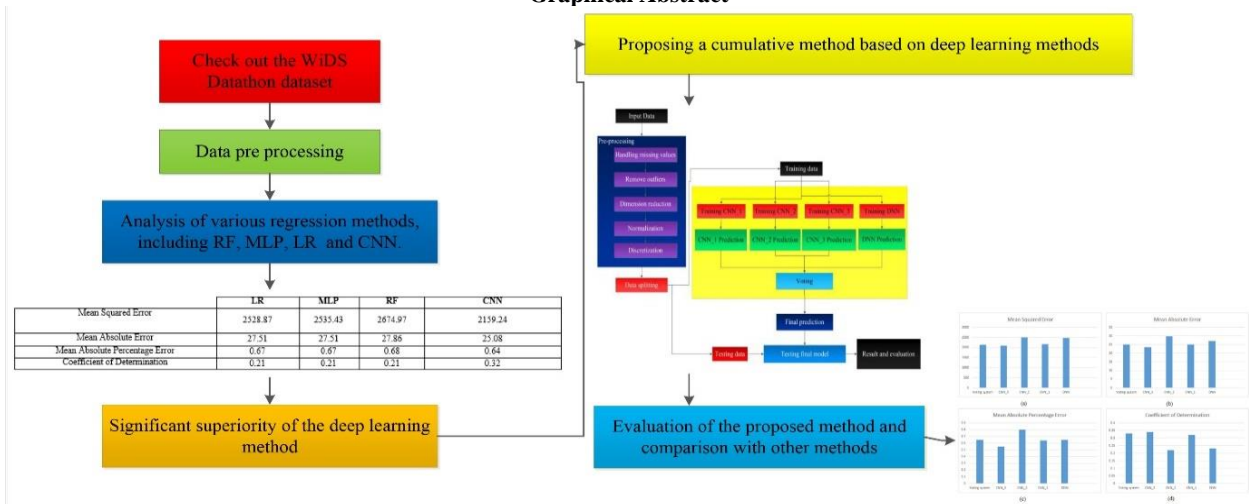 Graphical Abstract
Check out the WiDS
Datathon dataset
Data pre processing
Analysis of various regression methods,
including RF, MLP, LR and CNN.
LR MLP RF CNN
Mean Squared Error 2528.87 2535.43 2674.97 2159.24
Mean Absolute Error 27.51 27.51 27.86 25.08
Mean Absolute Percentage Error 0.67 0.67 0.68 0.64
Coefficient of Determination 0.21 0.21 0.21 0.32
Significant superiority of the deep learning
method
Proposing a cumulative method based on deep learning methods
Input Data
Pre-processing
Handling missing values
Remove outliers
Dimension reduction
Normalization
Discretization
Data splitting
Training data
Training CNN_1 Training CNN_2 Training CNN_3 Training DNN
CNN_1 Prediction CNN_2 Prediction CNN_3 Prediction DNN Prediction
Voting
Final prediction
Testing data
Testing final model
Result and evaluation
Evaluation of the proposed method and
comparison with other methods
Mean Squared Error
(a)
Mean Absolute Error
(b)
Mean Absolute Percentage Error
(c)
Coefficient of Determination
(d)